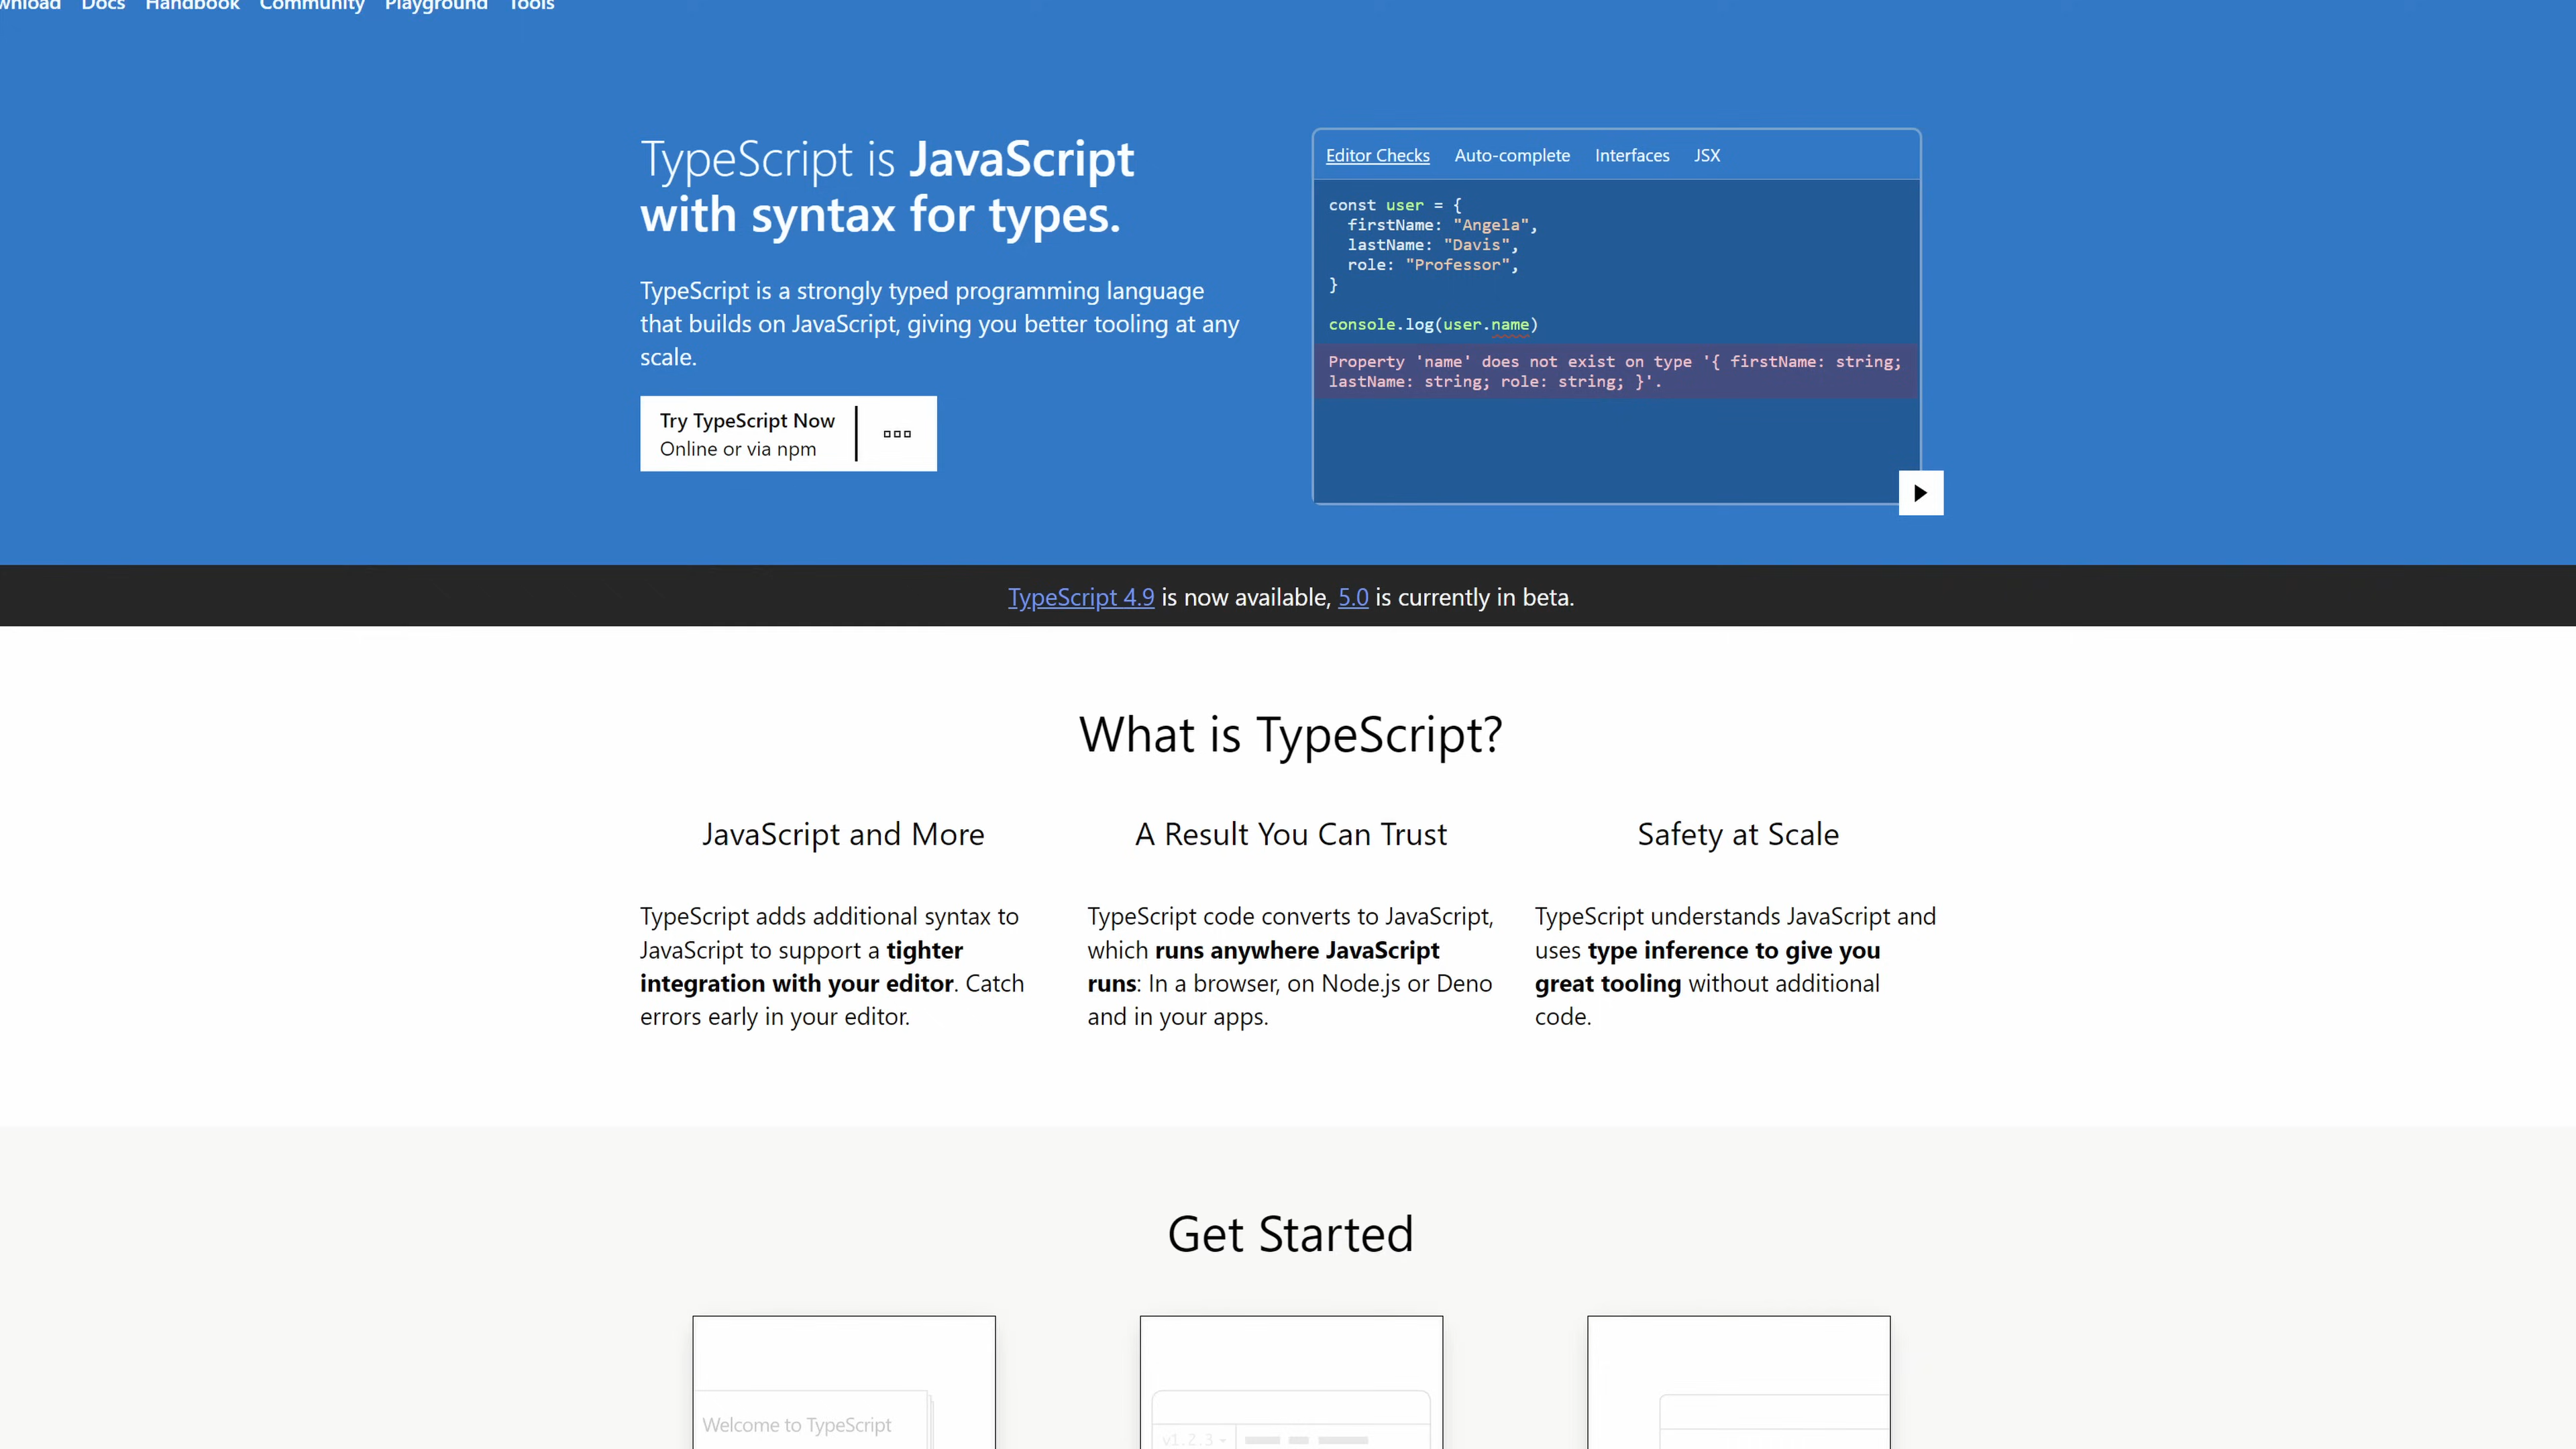 Docs Handbook Community Playground Tools
TypeScript is JavaScript
with syntax for types.
TypeScript is a strongly typed programming language
that builds on JavaScript, giving you better tooling at any
scale.
Try TypeScript Now
Online or via npm
Editor Checks Auto-complete Interfaces JSX
const user = {
  firstName: "Angela",
  lastName: "Davis",
  role: "Professor",
}
console.log(user.name)
Property 'name' does not exist on type '{ firstName: string;
lastName: string; role: string; }'.
TypeScript 4.9 is now available, 5.0 is currently in beta.
What is TypeScript?
JavaScript and More
TypeScript adds additional syntax to
JavaScript to support a tighter
integration with your editor. Catch
errors early in your editor.
A Result You Can Trust
TypeScript code converts to JavaScript,
which runs anywhere JavaScript
runs: In a browser, on Node.js or Deno
and in your apps.
Safety at Scale
TypeScript understands JavaScript and
uses type inference to give you
great tooling without additional
code.
Get Started
Welcome to TypeScript
v1.2.3